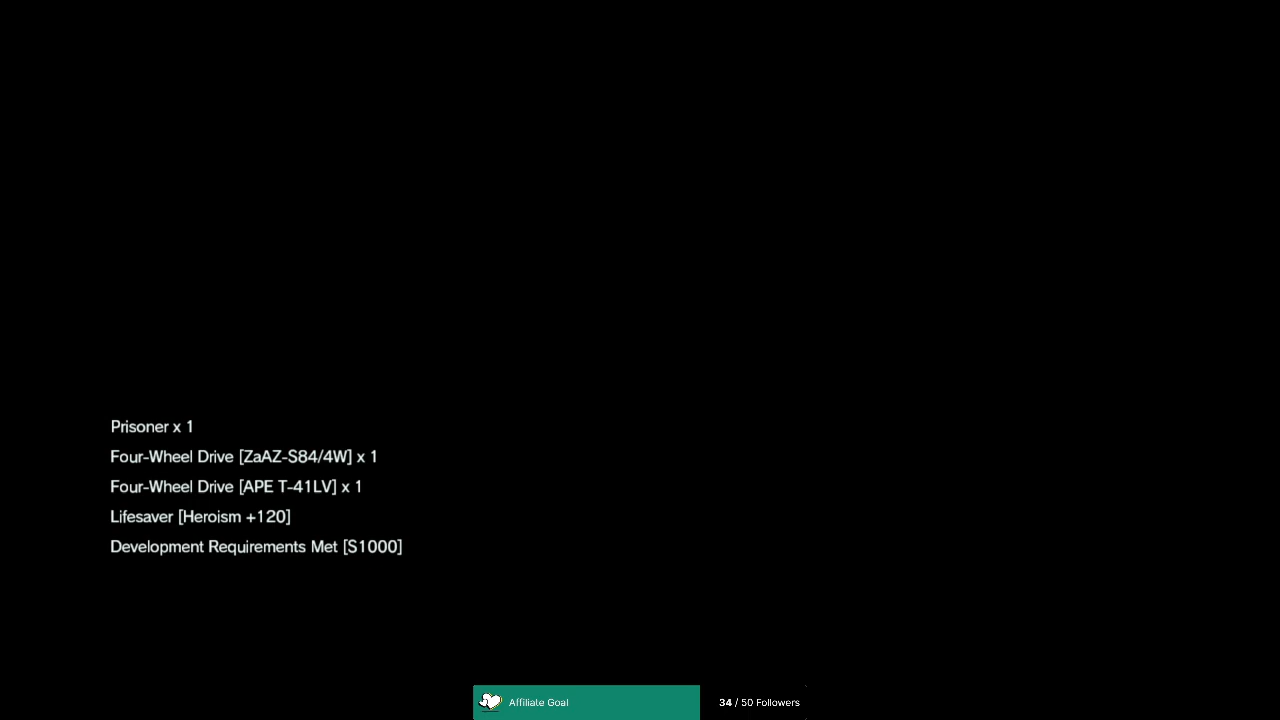 Prisoner x 1
Four-Wheel Drive [ZaAZ-S84/4W] x 1
Four-Wheel Drive [APE T-41LV] x 1
Lifesaver [Heroism +120]
Development Requirements Met [S1000]
Affiliate Goal 34 / 50 Followers